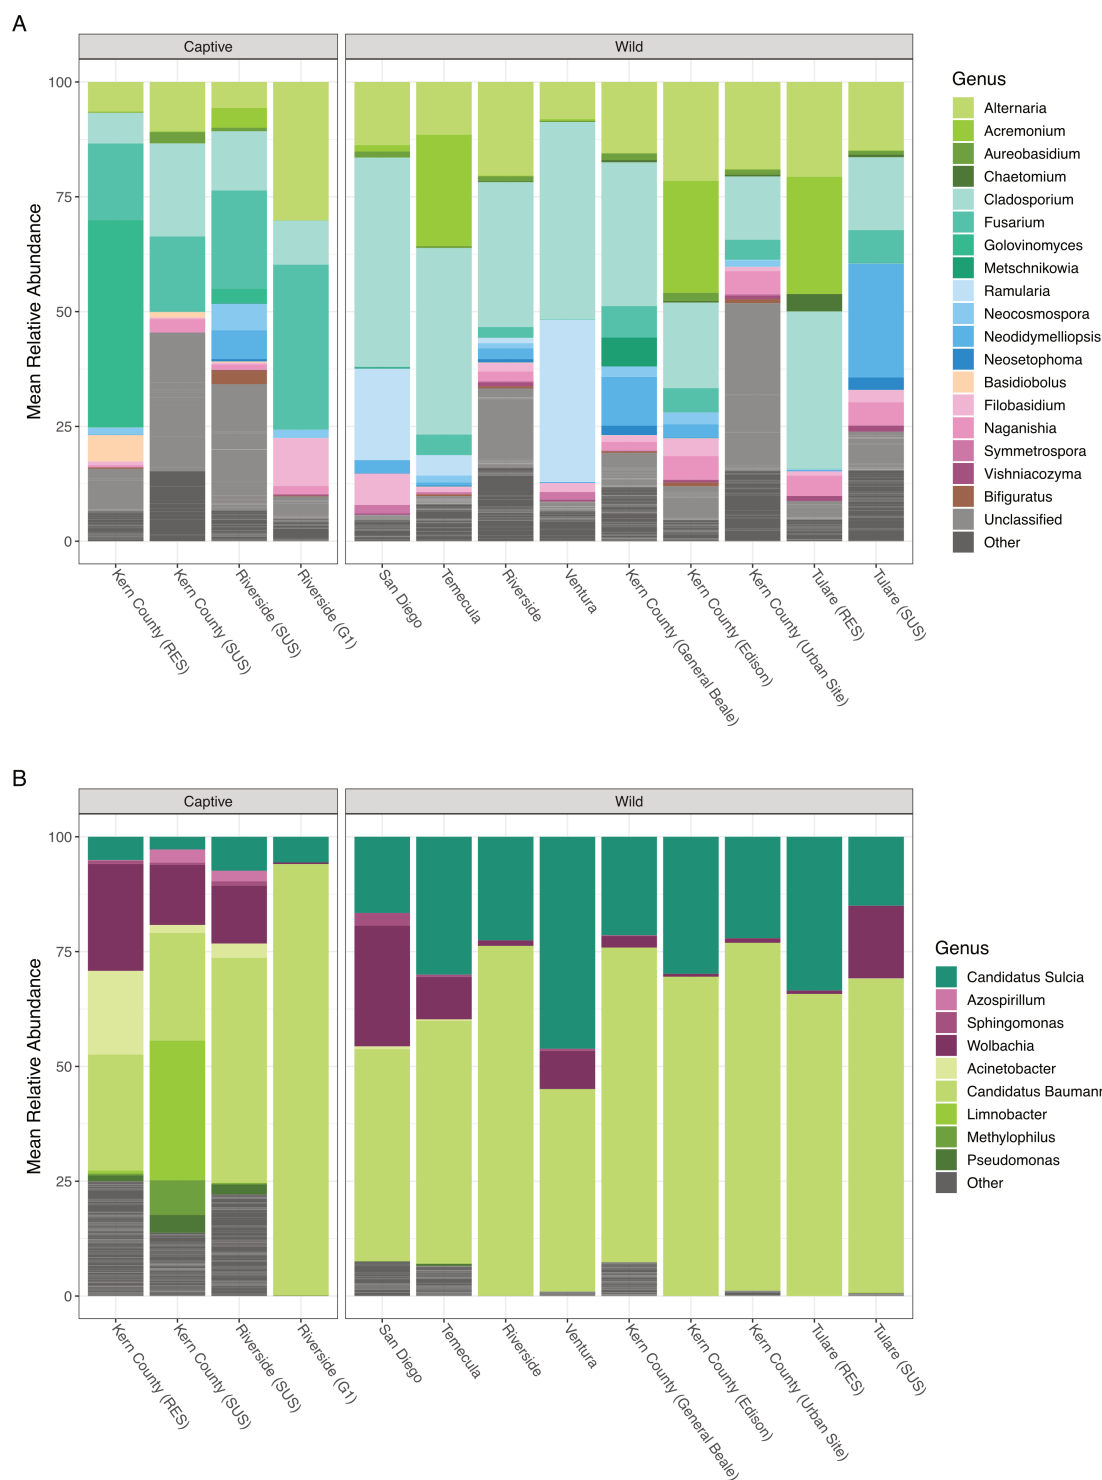 A
Captive
Wild
100
75
50
25
0
Mean Relative Abundance
Kern County (RES)
Kern County (SUS)
Riverside (SUS)
Riverside (G1)
San Diego
Temecula
Riverside
Ventura
Kern County (General Beale)
Kern County (Edison)
Kern County (Urban Site)
Tulare (RES)
Tulare (SUS)
Genus
Alternaria
Acremonium
Aureobasidium
Chaetomium
Cladosporium
Fusarium
Golovinomyces
Metschnikowia
Ramularia
Neocosmospora
Neodidymelliopsis
Neosetophoma
Basidiobolus
Filobasidium
Naganishia
Symmetrospora
Vishniacozyma
Bifiguratus
Unclassified
Other
B
Captive
Wild
100
75
50
25
0
Mean Relative Abundance
Kern County (RES)
Kern County (SUS)
Riverside (SUS)
Riverside (G1)
San Diego
Temecula
Riverside
Ventura
Kern County (General Beale)
Kern County (Edison)
Kern County (Urban Site)
Tulare (RES)
Tulare (SUS)
Genus
Candidatus Sulcia
Azospirillum
Sphingomonas
Wolbachia
Acinetobacter
Candidatus Baumann
Limnobacter
Methylophilus
Pseudomonas
Other